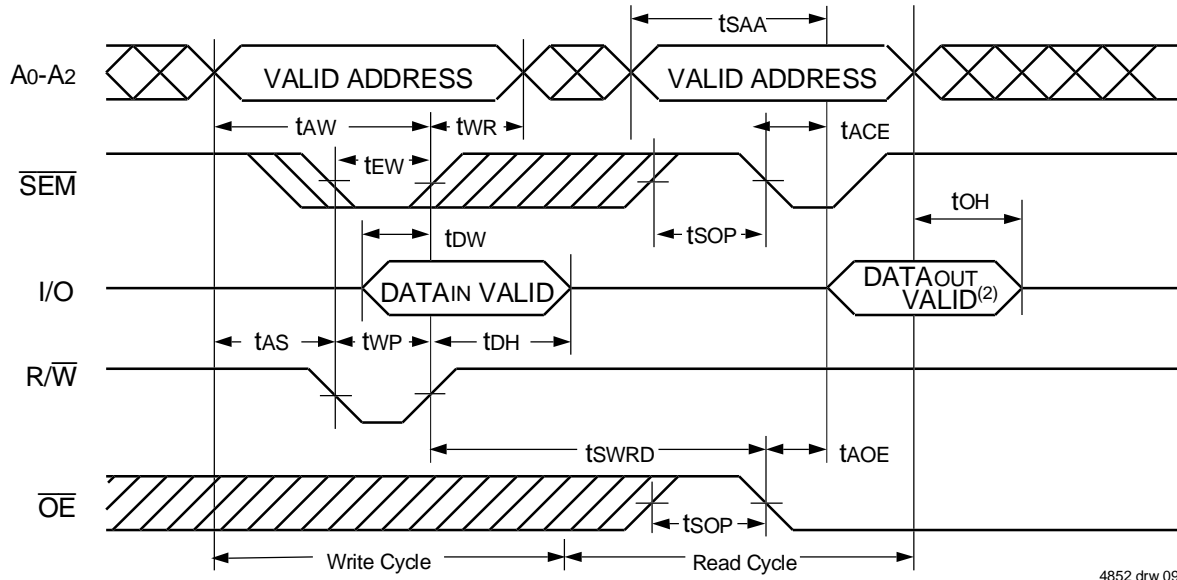 tSAA
A0-A2 VALID ADDRESS VALID ADDRESS
tAW tWR tACE
tEW
SEM
tSOP tOH
tDW
I/O DATAIN VALID DATAOUT
VALID(2)
tAS tWP tDH
R/W
tSWRD tAOE
OE
tSOP
Write Cycle Read Cycle
4852 drw 09